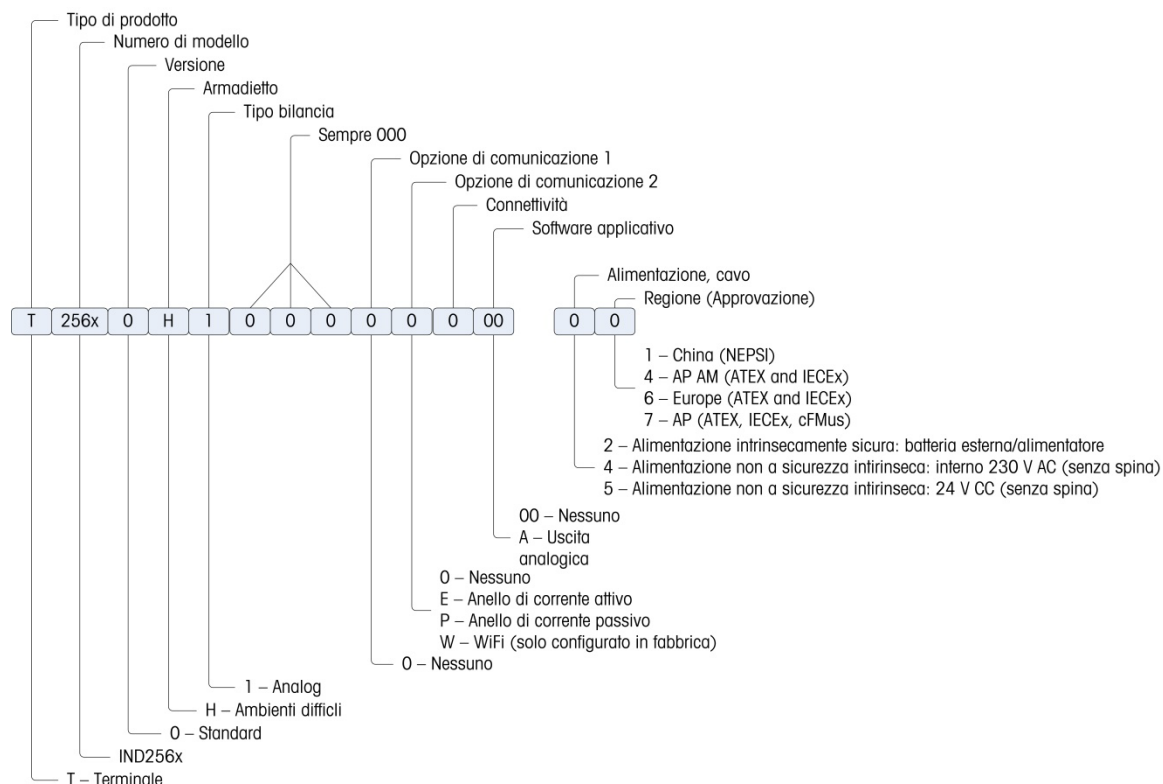 Tipo di prodotto
Numero di modello
Versione
Armadietto
Tipo bilancia
Sempre 000
Opzione di comunicazione 1
Opzione di comunicazione 2
Connettività
Software applicativo
Alimentazione, cavo
Regione (Approvazione)
T 256x 0 H 1 0 0 0 0 0 0 00 0 0
1 – China (NEPSI)
4 – AP AM (ATEX and IECEx)
6 – Europe (ATEX and IECEx)
7 – AP (ATEX, IECEx, cFMus)
2 – Alimentazione intrinsecamente sicura: batteria esterna/alimentatore
4 – Alimentazione non a sicurezza intirinseca: interno 230 V AC (senza spina)
5 – Alimentazione non a sicurezza intirinseca: 24 V CC (senza spina)
00 – Nessuno
A – Uscita
analogica
0 – Nessuno
E – Anello di corrente attivo
P – Anello di corrente passivo
W – WiFi (solo configurato in fabbrica)
0 – Nessuno
1 – Analog
H – Ambienti difficili
0 – Standard
IND256x
T – Terminale